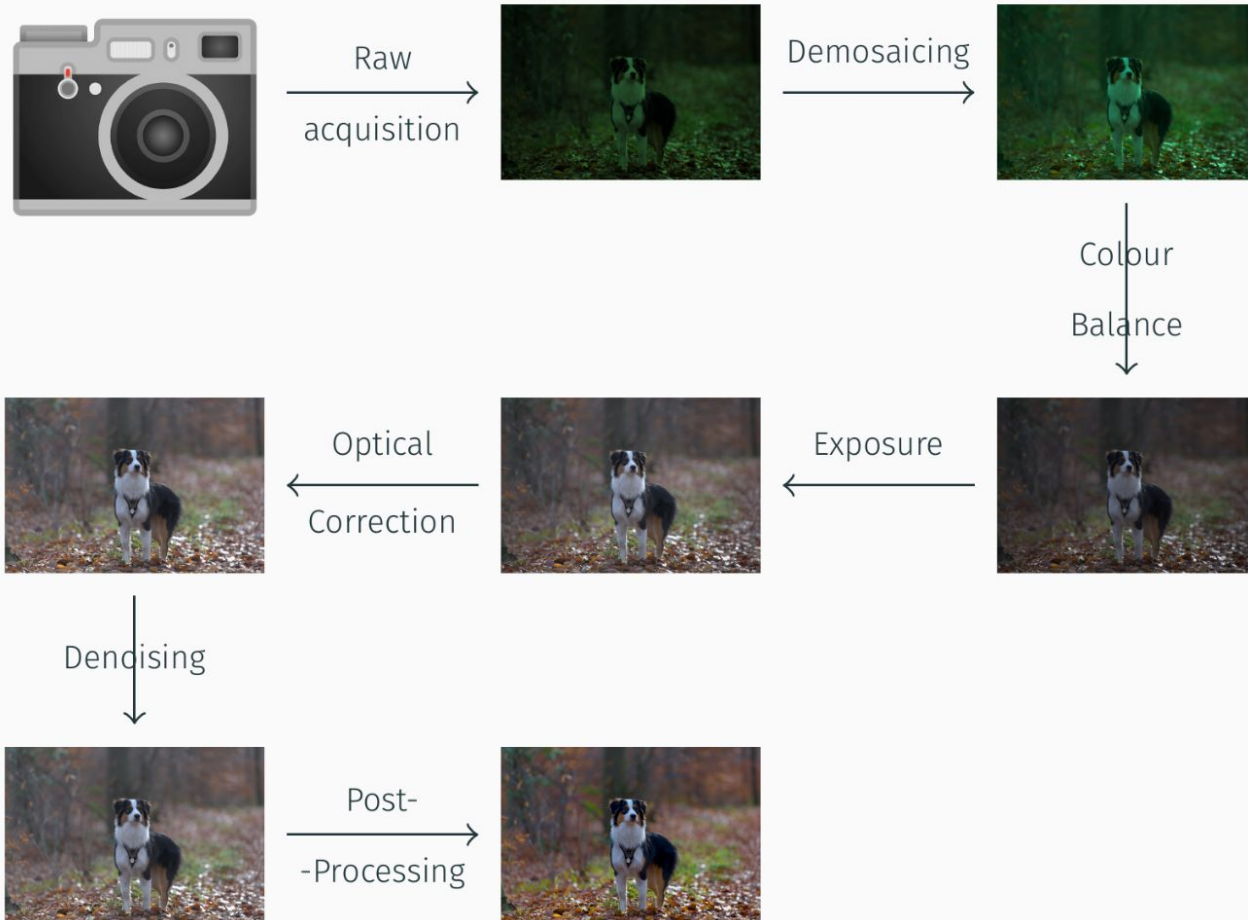 Raw
acquisition
Demosaicing
Colour
Balance
Exposure
Optical
Correction
Denoising
Post-
-Processing